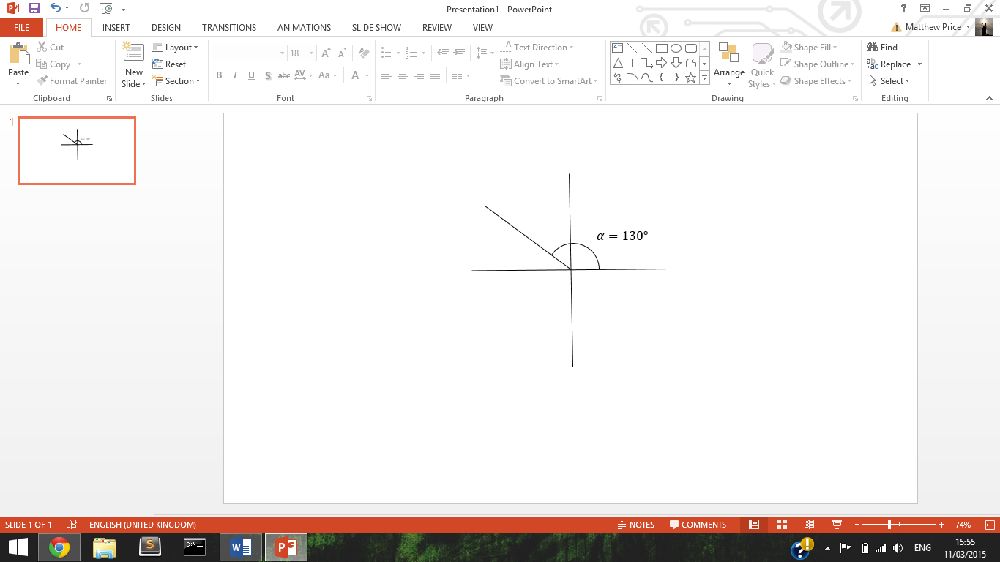 Presentation1 - PowerPoint
?
FILE HOME INSERT DESIGN TRANSITIONS ANIMATIONS SLIDE SHOW REVIEW VIEW
Matthew Price
Paste
Cut
Copy
Format Painter
Clipboard
New
Slide
Layout
Reset
Section
Slides
18
A A
B I U S abc AV Aa A
Font
Text Direction
Align Text
Convert to SmartArt
Paragraph
Arrange
Quick
Styles
Shape Fill
Shape Outline
Shape Effects
Drawing
Find
Replace
Select
Editing
1
α = 130°
SLIDE 1 OF 1
ENGLISH (UNITED KINGDOM)
NOTES
COMMENTS
74%
ENG
15:55
11/03/2015